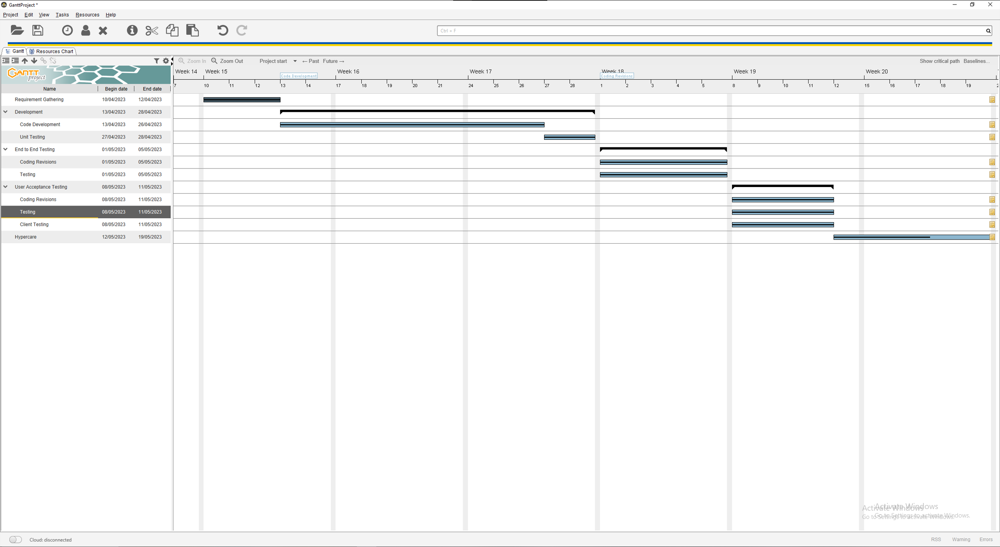 GanttProject *
Project Edit View Tasks Resources Help
Ctrl + F
Gantt Resources Chart
Zoom In Zoom Out Project start ← Past Future → Show critical path Baselines...
GANTT project
Week 14 Week 15 Week 16 Week 17 Week 18 Week 19 Week 20
Code Development Coding Revisions
7 10 11 12 13 14 17 18 19 20 21 24 25 26 27 28 1 2 3 4 5 8 9 10 11 12 15 16 17 18 19
Name Begin date End date
Requirement Gathering 10/04/2023 12/04/2023
Development 13/04/2023 28/04/2023
Code Development 13/04/2023 26/04/2023
Unit Testing 27/04/2023 28/04/2023
End to End Testing 01/05/2023 05/05/2023
Coding Revisions 01/05/2023 05/05/2023
Testing 01/05/2023 05/05/2023
User Acceptance Testing 08/05/2023 11/05/2023
Coding Revisions 08/05/2023 11/05/2023
Testing 08/05/2023 11/05/2023
Client Testing 08/05/2023 11/05/2023
Hypercare 12/05/2023 19/05/2023
Activate Windows
Go to Settings to activate Windows.
Activate Windows
Go to Settings to activate Windows.
Cloud: disconnected RSS Warning Errors